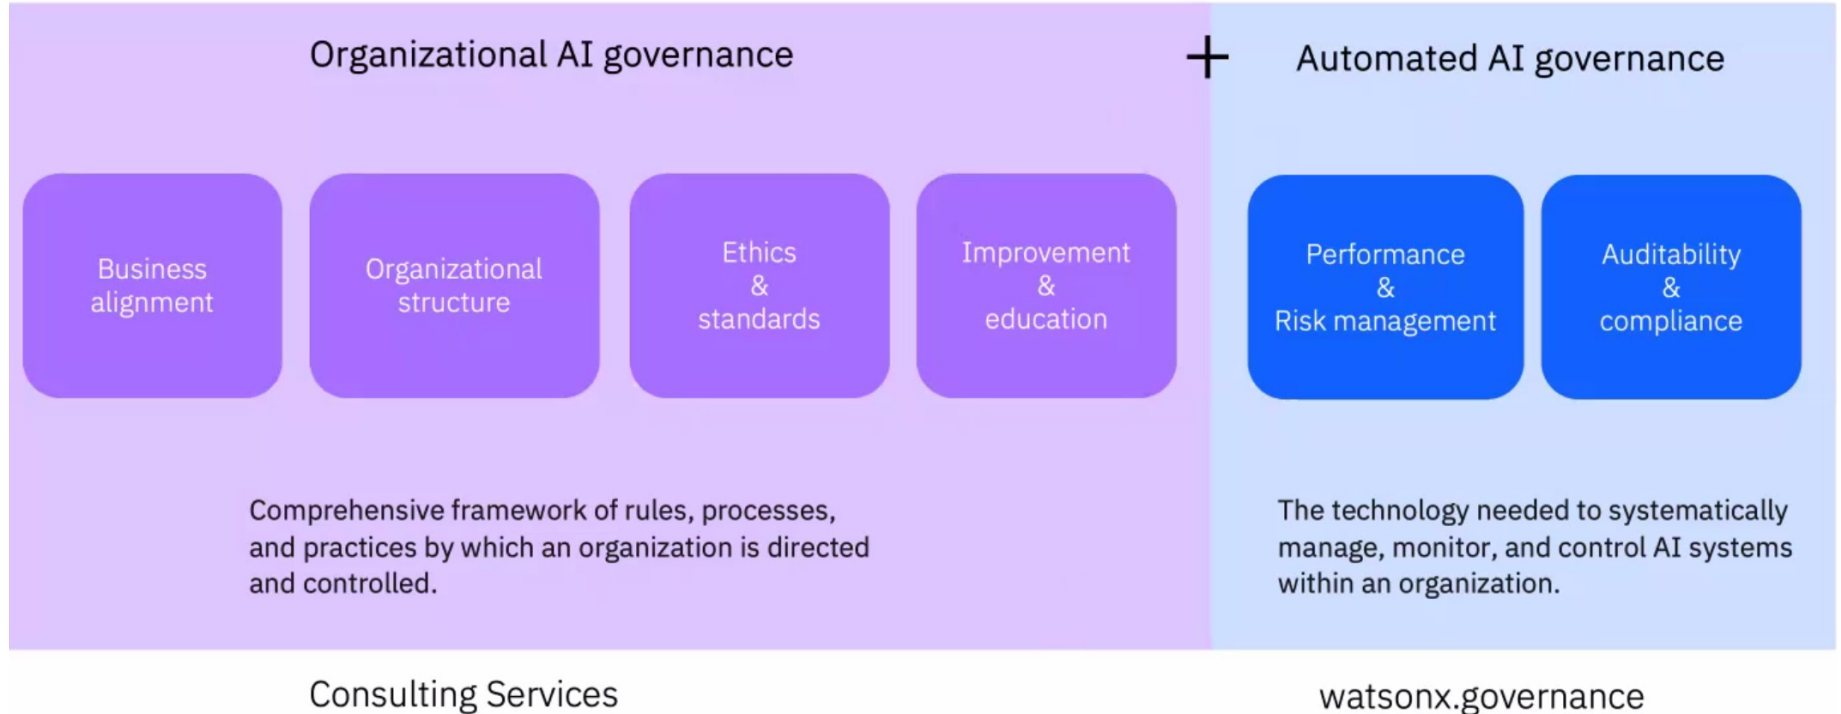 Organizational AI governance
+
Automated AI governance
Business
alignment
Organizational
structure
Ethics
&
standards
Improvement
&
education
Performance
&
Risk management
Auditability
&
compliance
Comprehensive framework of rules, processes,
and practices by which an organization is directed
and controlled.
The technology needed to systematically
manage, monitor, and control AI systems
within an organization.
Consulting Services
watsonx.governance